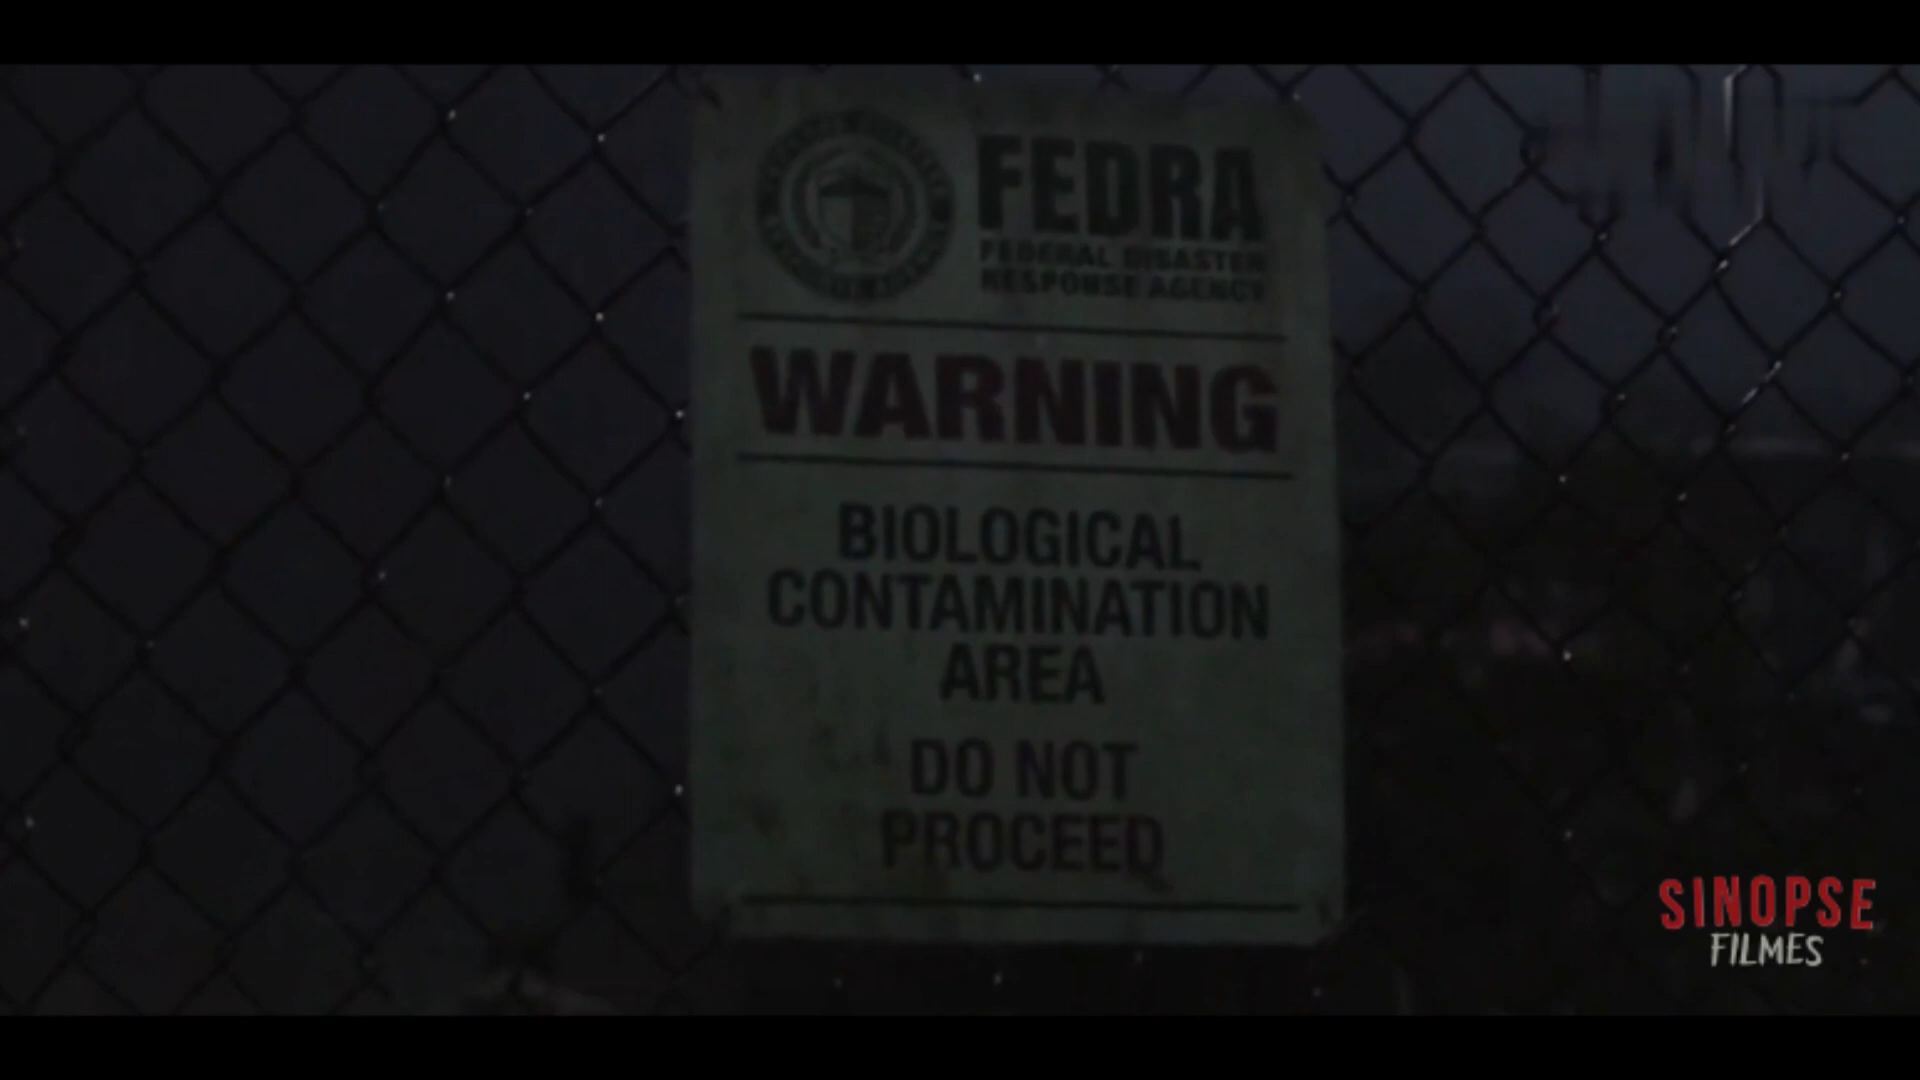 FEDRA
FEDERAL DISASTER
RESPONSE AGENCY
WARNING
BIOLOGICAL
CONTAMINATION
AREA
DO NOT
PROCEED
SINOPSE
FILMES